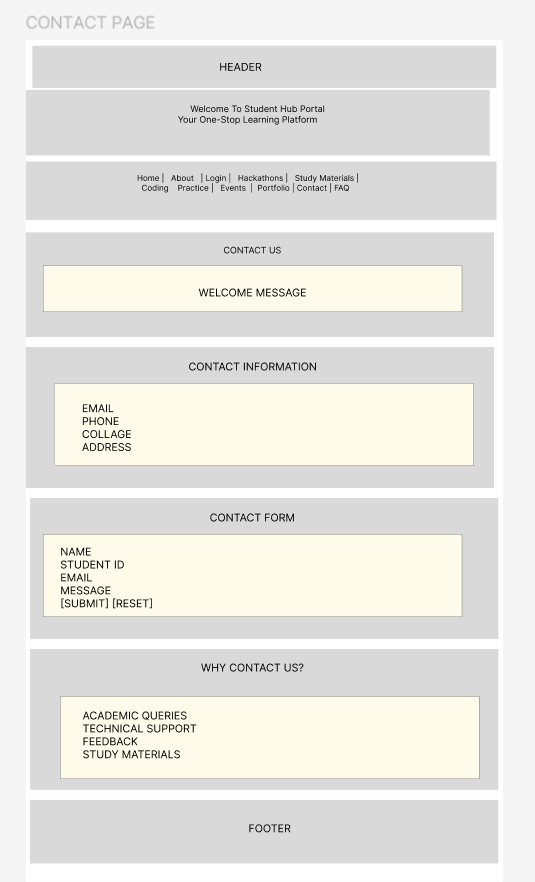 CONTACT PAGE
HEADER
Welcome To Student Hub Portal
Your One-Stop Learning Platform
Home | About | Login | Hackathons | Study Materials |
Coding Practice | Events | Portfolio | Contact | FAQ
CONTACT US
WELCOME MESSAGE
CONTACT INFORMATION
EMAIL
PHONE
COLLAGE
ADDRESS
CONTACT FORM
NAME
STUDENT ID
EMAIL
MESSAGE
[SUBMIT] [RESET]
WHY CONTACT US?
ACADEMIC QUERIES
TECHNICAL SUPPORT
FEEDBACK
STUDY MATERIALS
FOOTER